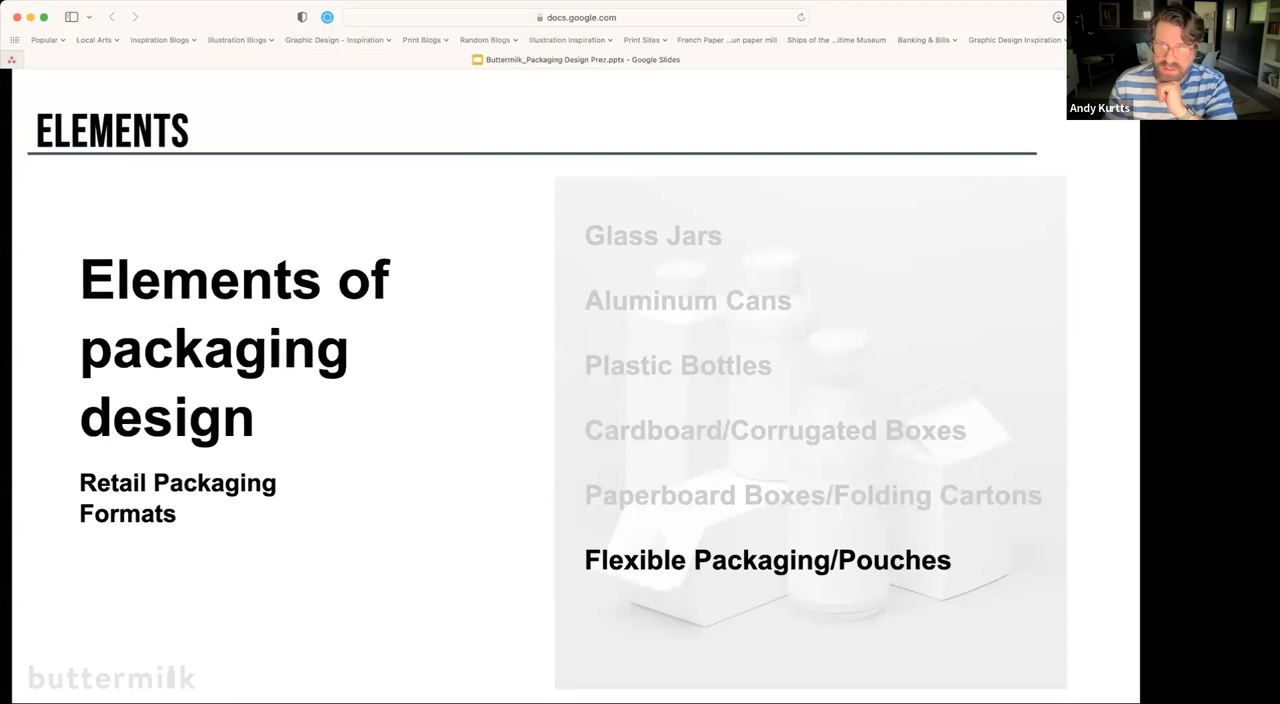 docs.google.com
Popular
Local Arts
Inspiration Blogs
Illustration Blogs
Graphic Design - Inspiration
Print Blogs
Random Blogs
Illustration Inspiration
Print Sites
French Paper ...un paper mill
Ships of the ...itime Museum
Banking & Bills
Graphic Design Inspiration
Buttermilk_Packaging Design Prez.pptx - Google Slides
Andy Kurtts
ELEMENTS
Elements of
packaging
design
Retail Packaging
Formats
Glass Jars
Aluminum Cans
Plastic Bottles
Cardboard/Corrugated Boxes
Paperboard Boxes/Folding Cartons
Flexible Packaging/Pouches
buttermilk